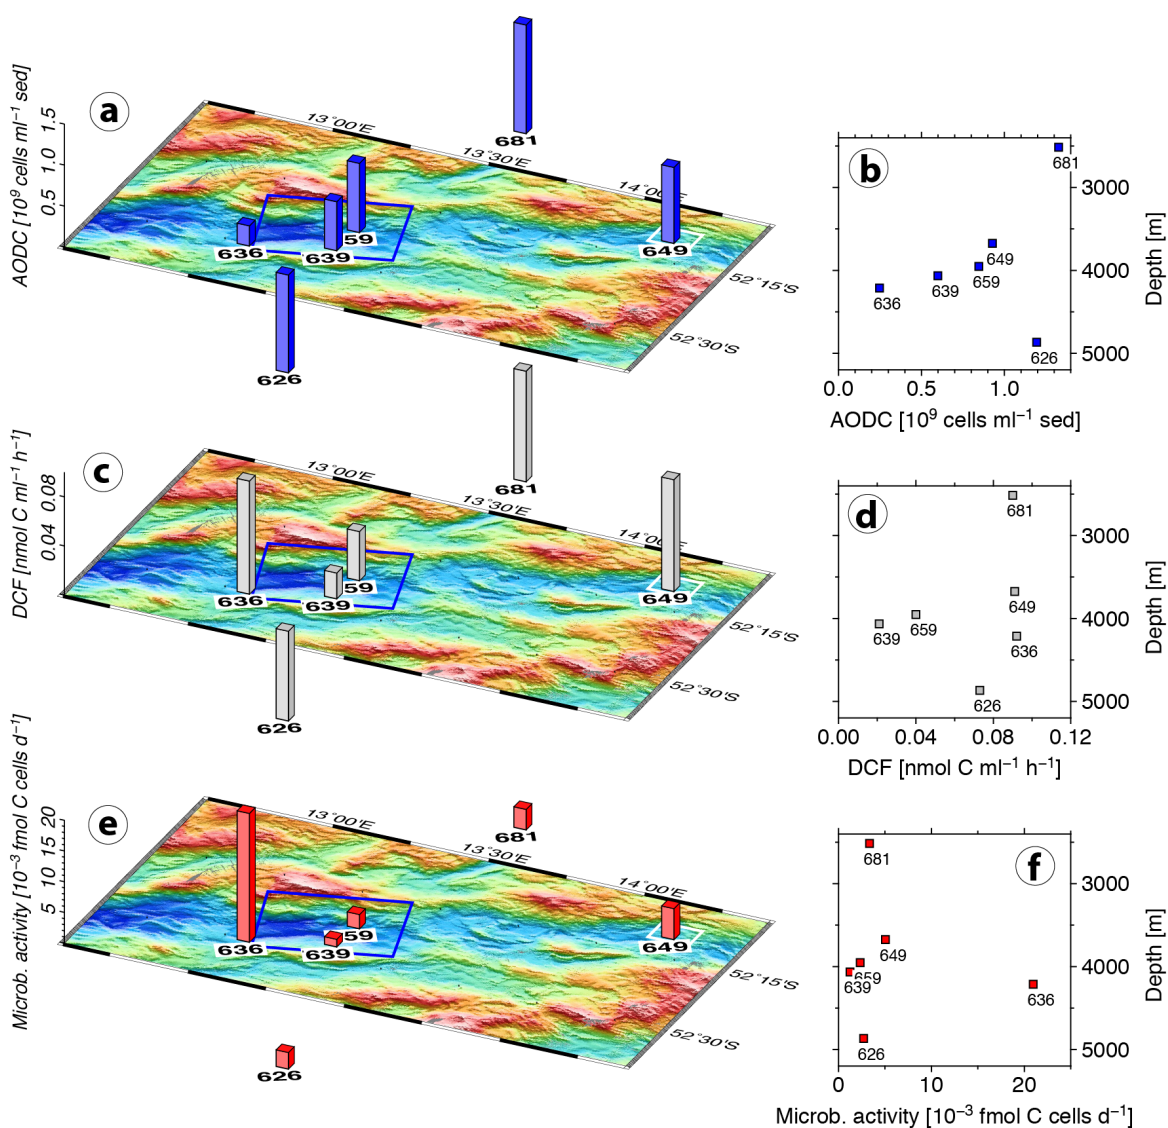 a
AODC [10⁹ cells ml⁻¹ sed]
1.5
1.0
0.5
13°00'E
13°30'E
14°00'E
52°15'S
52°30'S
681
59
636
639
649
626
b
681
649
659
639
636
626
3000
4000
5000
Depth [m]
0.0
0.5
1.0
AODC [10⁹ cells ml⁻¹ sed]
c
DCF [nmol C ml⁻¹ h⁻¹]
0.08
0.04
13°00'E
13°30'E
14°00'E
52°15'S
52°30'S
681
59
636
639
649
626
d
681
649
659
639
636
626
3000
4000
5000
Depth [m]
0.00
0.04
0.08
0.12
DCF [nmol C ml⁻¹ h⁻¹]
e
Microb. activity [10⁻³ fmol C cells d⁻¹]
20
15
10
5
13°00'E
13°30'E
14°00'E
52°15'S
52°30'S
681
59
636
639
649
626
f
681
649
659
639
636
626
3000
4000
5000
Depth [m]
0
10
20
Microb. activity [10⁻³ fmol C cells d⁻¹]